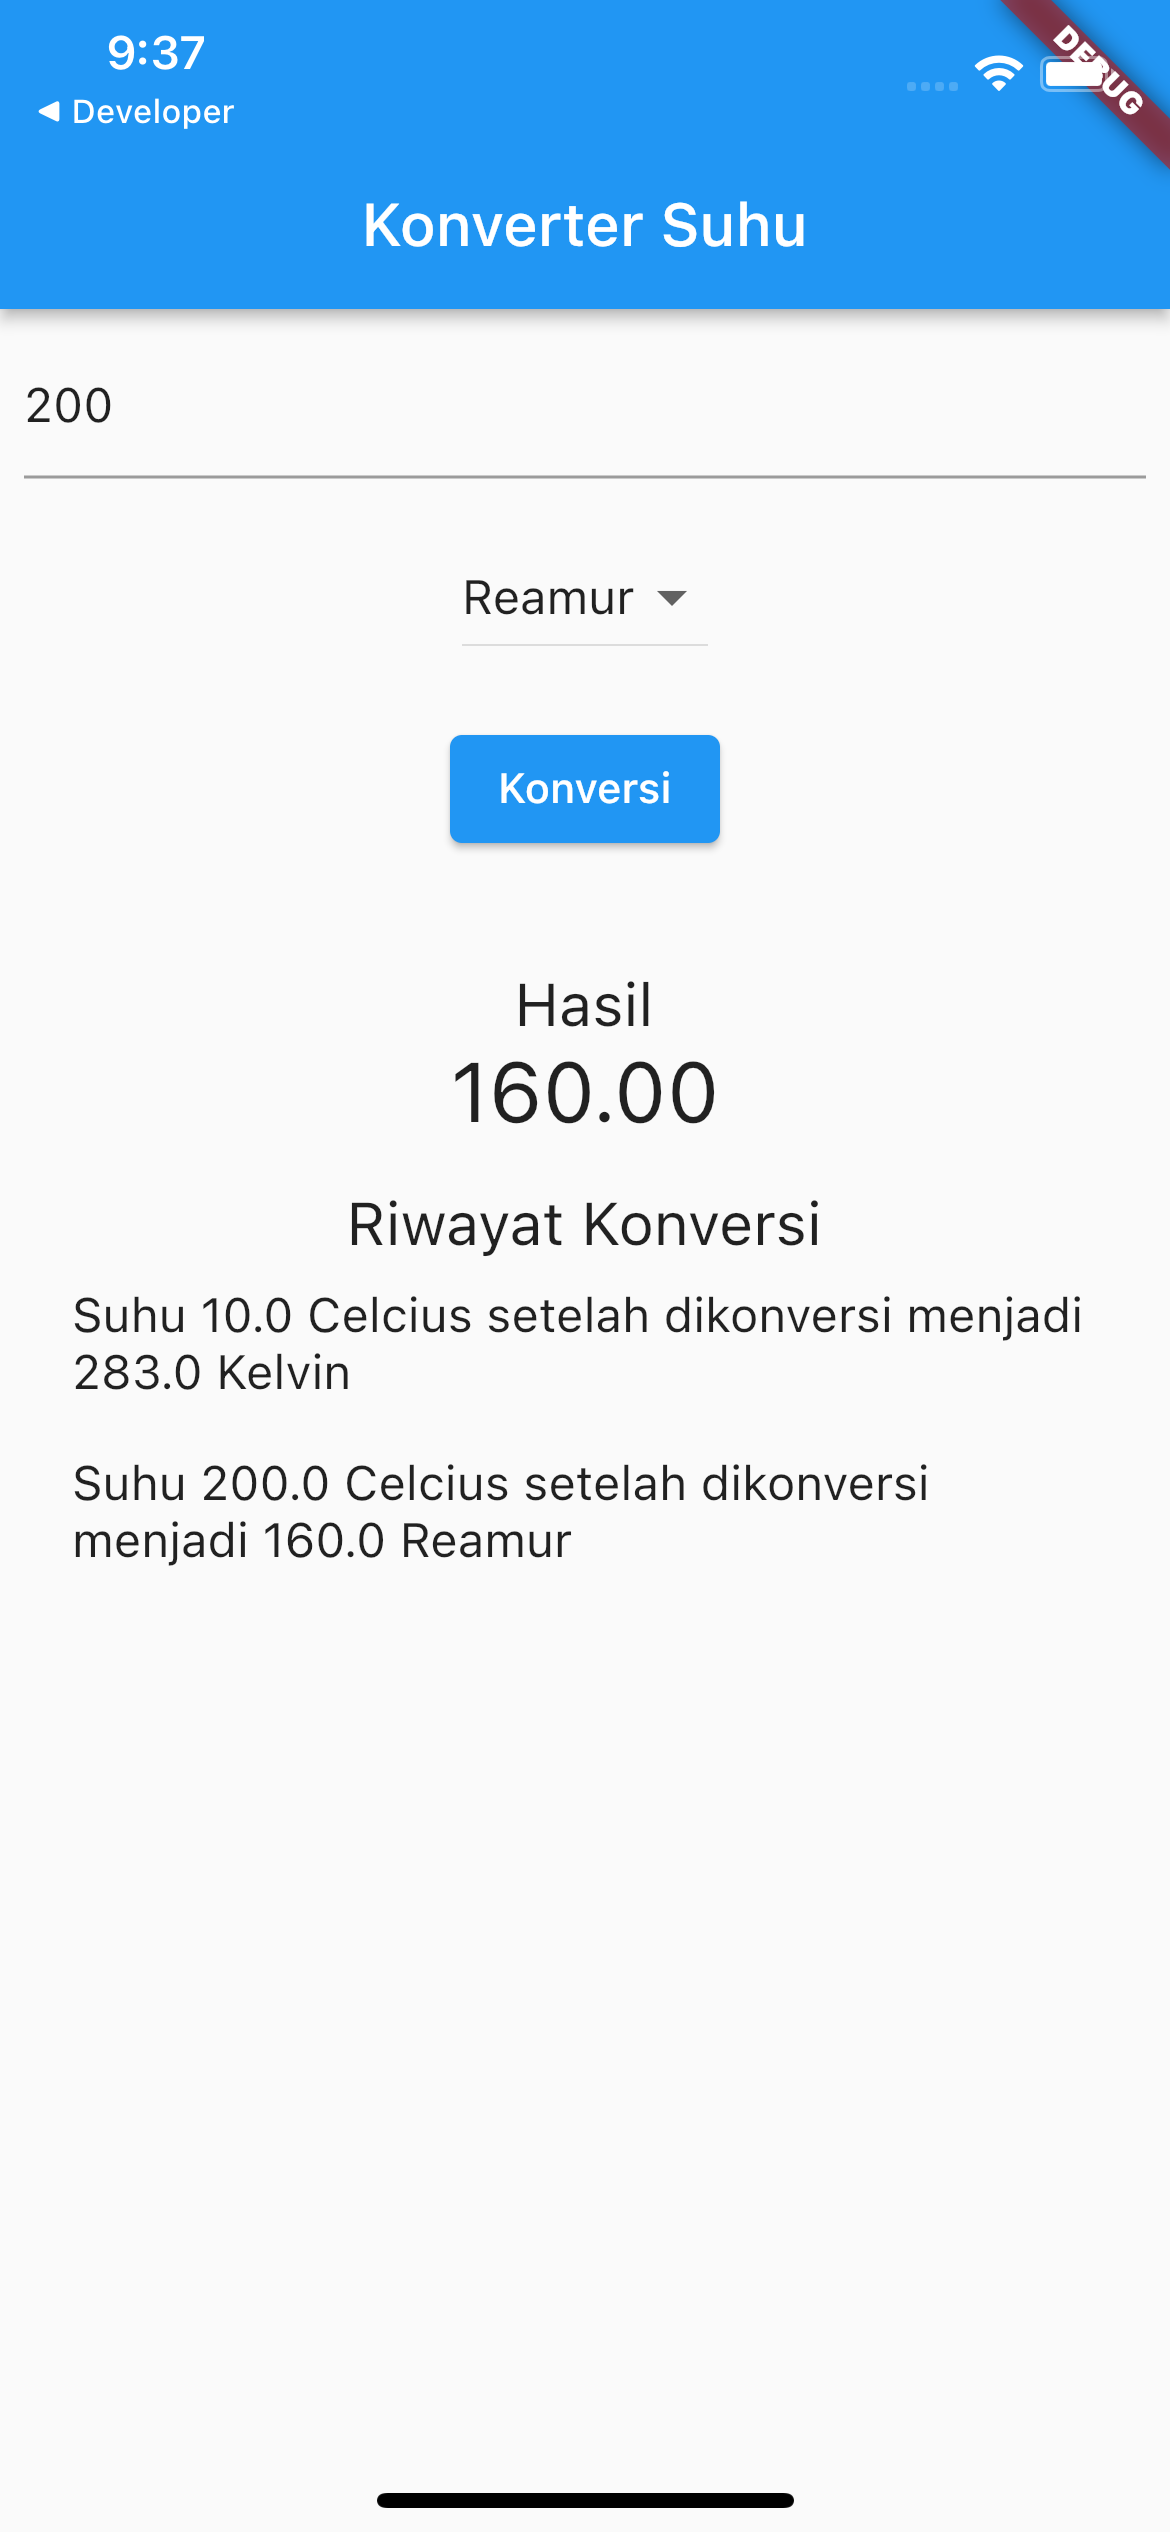 9:37
DEBUG
◀ Developer
Konverter Suhu
200
Reamur
Konversi
Hasil
160.00
Riwayat Konversi
Suhu 10.0 Celcius setelah dikonversi menjadi
283.0 Kelvin
Suhu 200.0 Celcius setelah dikonversi
menjadi 160.0 Reamur